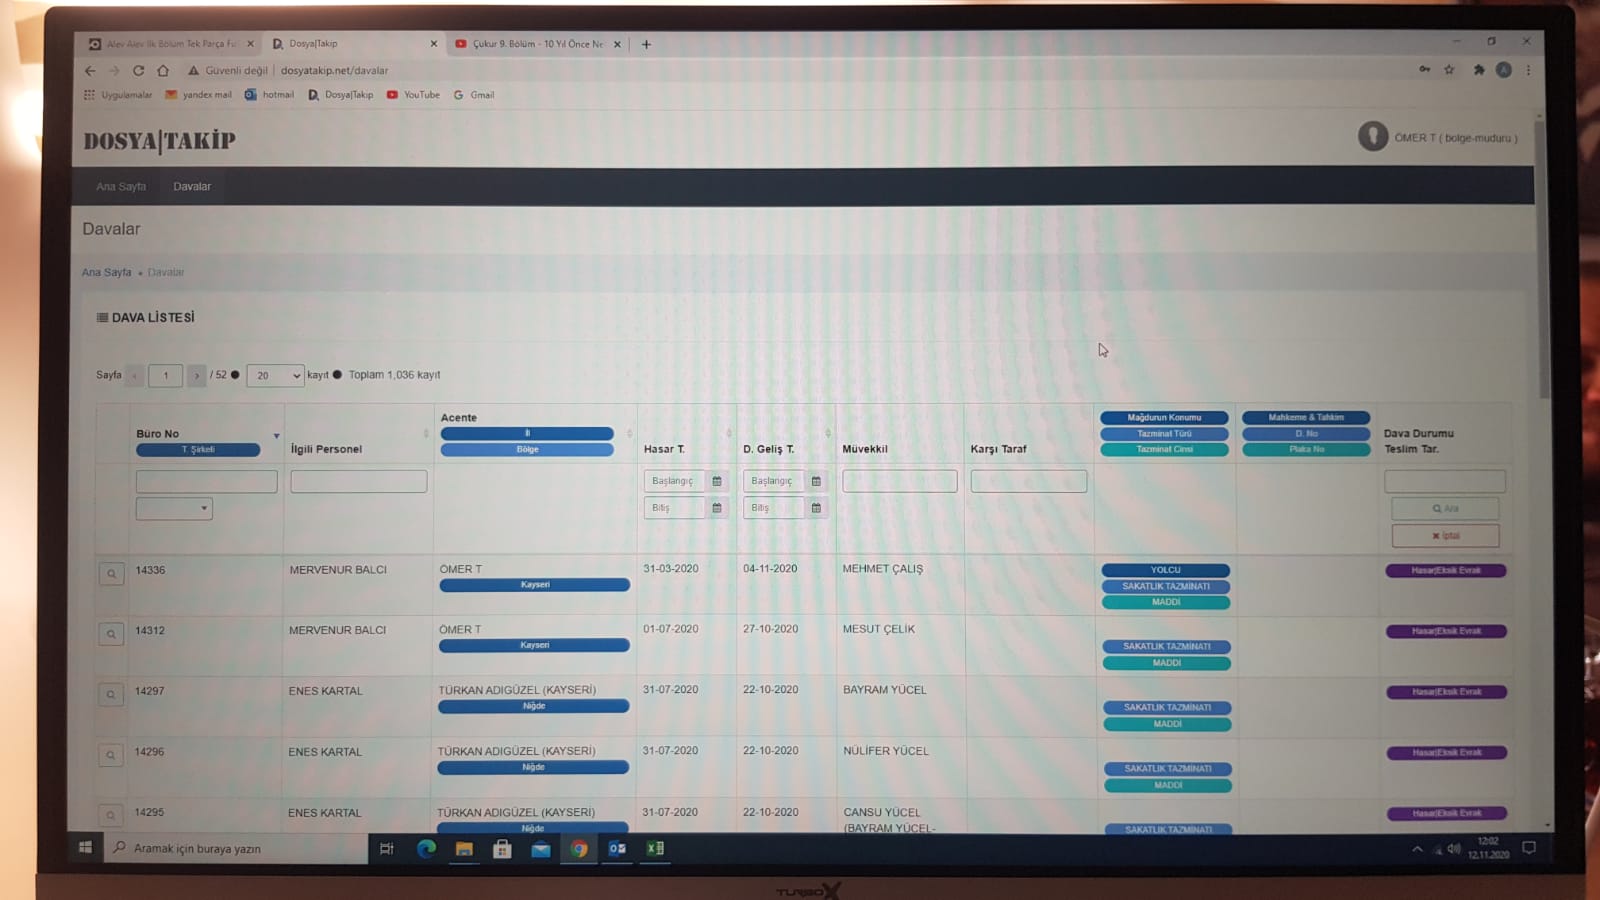 Alev Alev İlk Bölüm Tek Parça Fu
Dosya|Takip
Çukur 9. Bölüm - 10 Yıl Önce Ne
Güvenli değil
dosyatakip.net/davalar
A
Uygulamalar
yandex mail
hotmail
Dosya|Takip
YouTube
Gmail
DOSYA|TAKİP
ÖMER T ( bolge-muduru )
Ana Sayfa
Davalar
Davalar
Ana Sayfa • Davalar
DAVA LİSTESİ
Sayfa 1 / 52 20 kayıt Toplam 1,036 kayıt
Büro No
T. Şirketi
İlgili Personel
Acente
İl
Bölge
Hasar T.
D. Geliş T.
Müvekkil
Karşı Taraf
Mağdurun Konumu
Tazminat Türü
Tazminat Cinsi
Mahkeme & Tahkim
D. No
Plaka No
Dava Durumu
Teslim Tar.
Başlangıç
Bitiş
Başlangıç
Bitiş
Ara
İptal
14336
MERVENUR BALCI
ÖMER T
Kayseri
31-03-2020
04-11-2020
MEHMET ÇALIŞ
YOLCU
SAKATLIK TAZMİNATI
MADDİ
Hasar|Eksik Evrak
14312
MERVENUR BALCI
ÖMER T
Kayseri
01-07-2020
27-10-2020
MESUT ÇELİK
SAKATLIK TAZMİNATI
MADDİ
Hasar|Eksik Evrak
14297
ENES KARTAL
TÜRKAN ADIGÜZEL (KAYSERİ)
Niğde
31-07-2020
22-10-2020
BAYRAM YÜCEL
SAKATLIK TAZMİNATI
MADDİ
Hasar|Eksik Evrak
14296
ENES KARTAL
TÜRKAN ADIGÜZEL (KAYSERİ)
Niğde
31-07-2020
22-10-2020
NÜLİFER YÜCEL
SAKATLIK TAZMİNATI
MADDİ
Hasar|Eksik Evrak
14295
ENES KARTAL
TÜRKAN ADIGÜZEL (KAYSERİ)
Niğde
31-07-2020
22-10-2020
CANSU YÜCEL
(BAYRAM YÜCEL-
SAKATLIK TAZMİNATI
Hasar|Eksik Evrak
Aramak için buraya yazın
12:02
12.11.2020
TURBOX